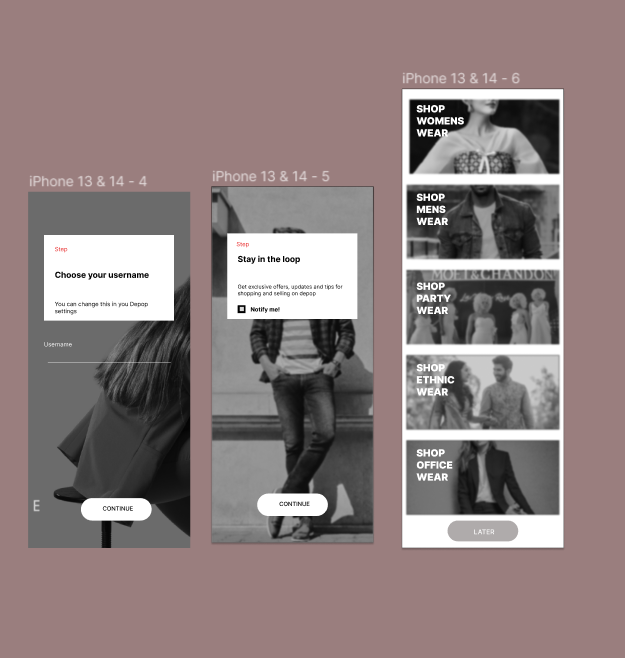 iPhone 13 & 14 - 4
Step
Choose your username
You can change this in you Depop
settings
Username
E
CONTINUE
iPhone 13 & 14 - 5
Step
Stay in the loop
Get exclusive offers, updates and tips for
shopping and selling on depop
Notify me!
CONTINUE
iPhone 13 & 14 - 6
SHOP
WOMENS
WEAR
SHOP
MENS
WEAR
MOËT & CHANDON
SHOP
PARTY
WEAR
SHOP
ETHNIC
WEAR
SHOP
OFFICE
WEAR
LATER